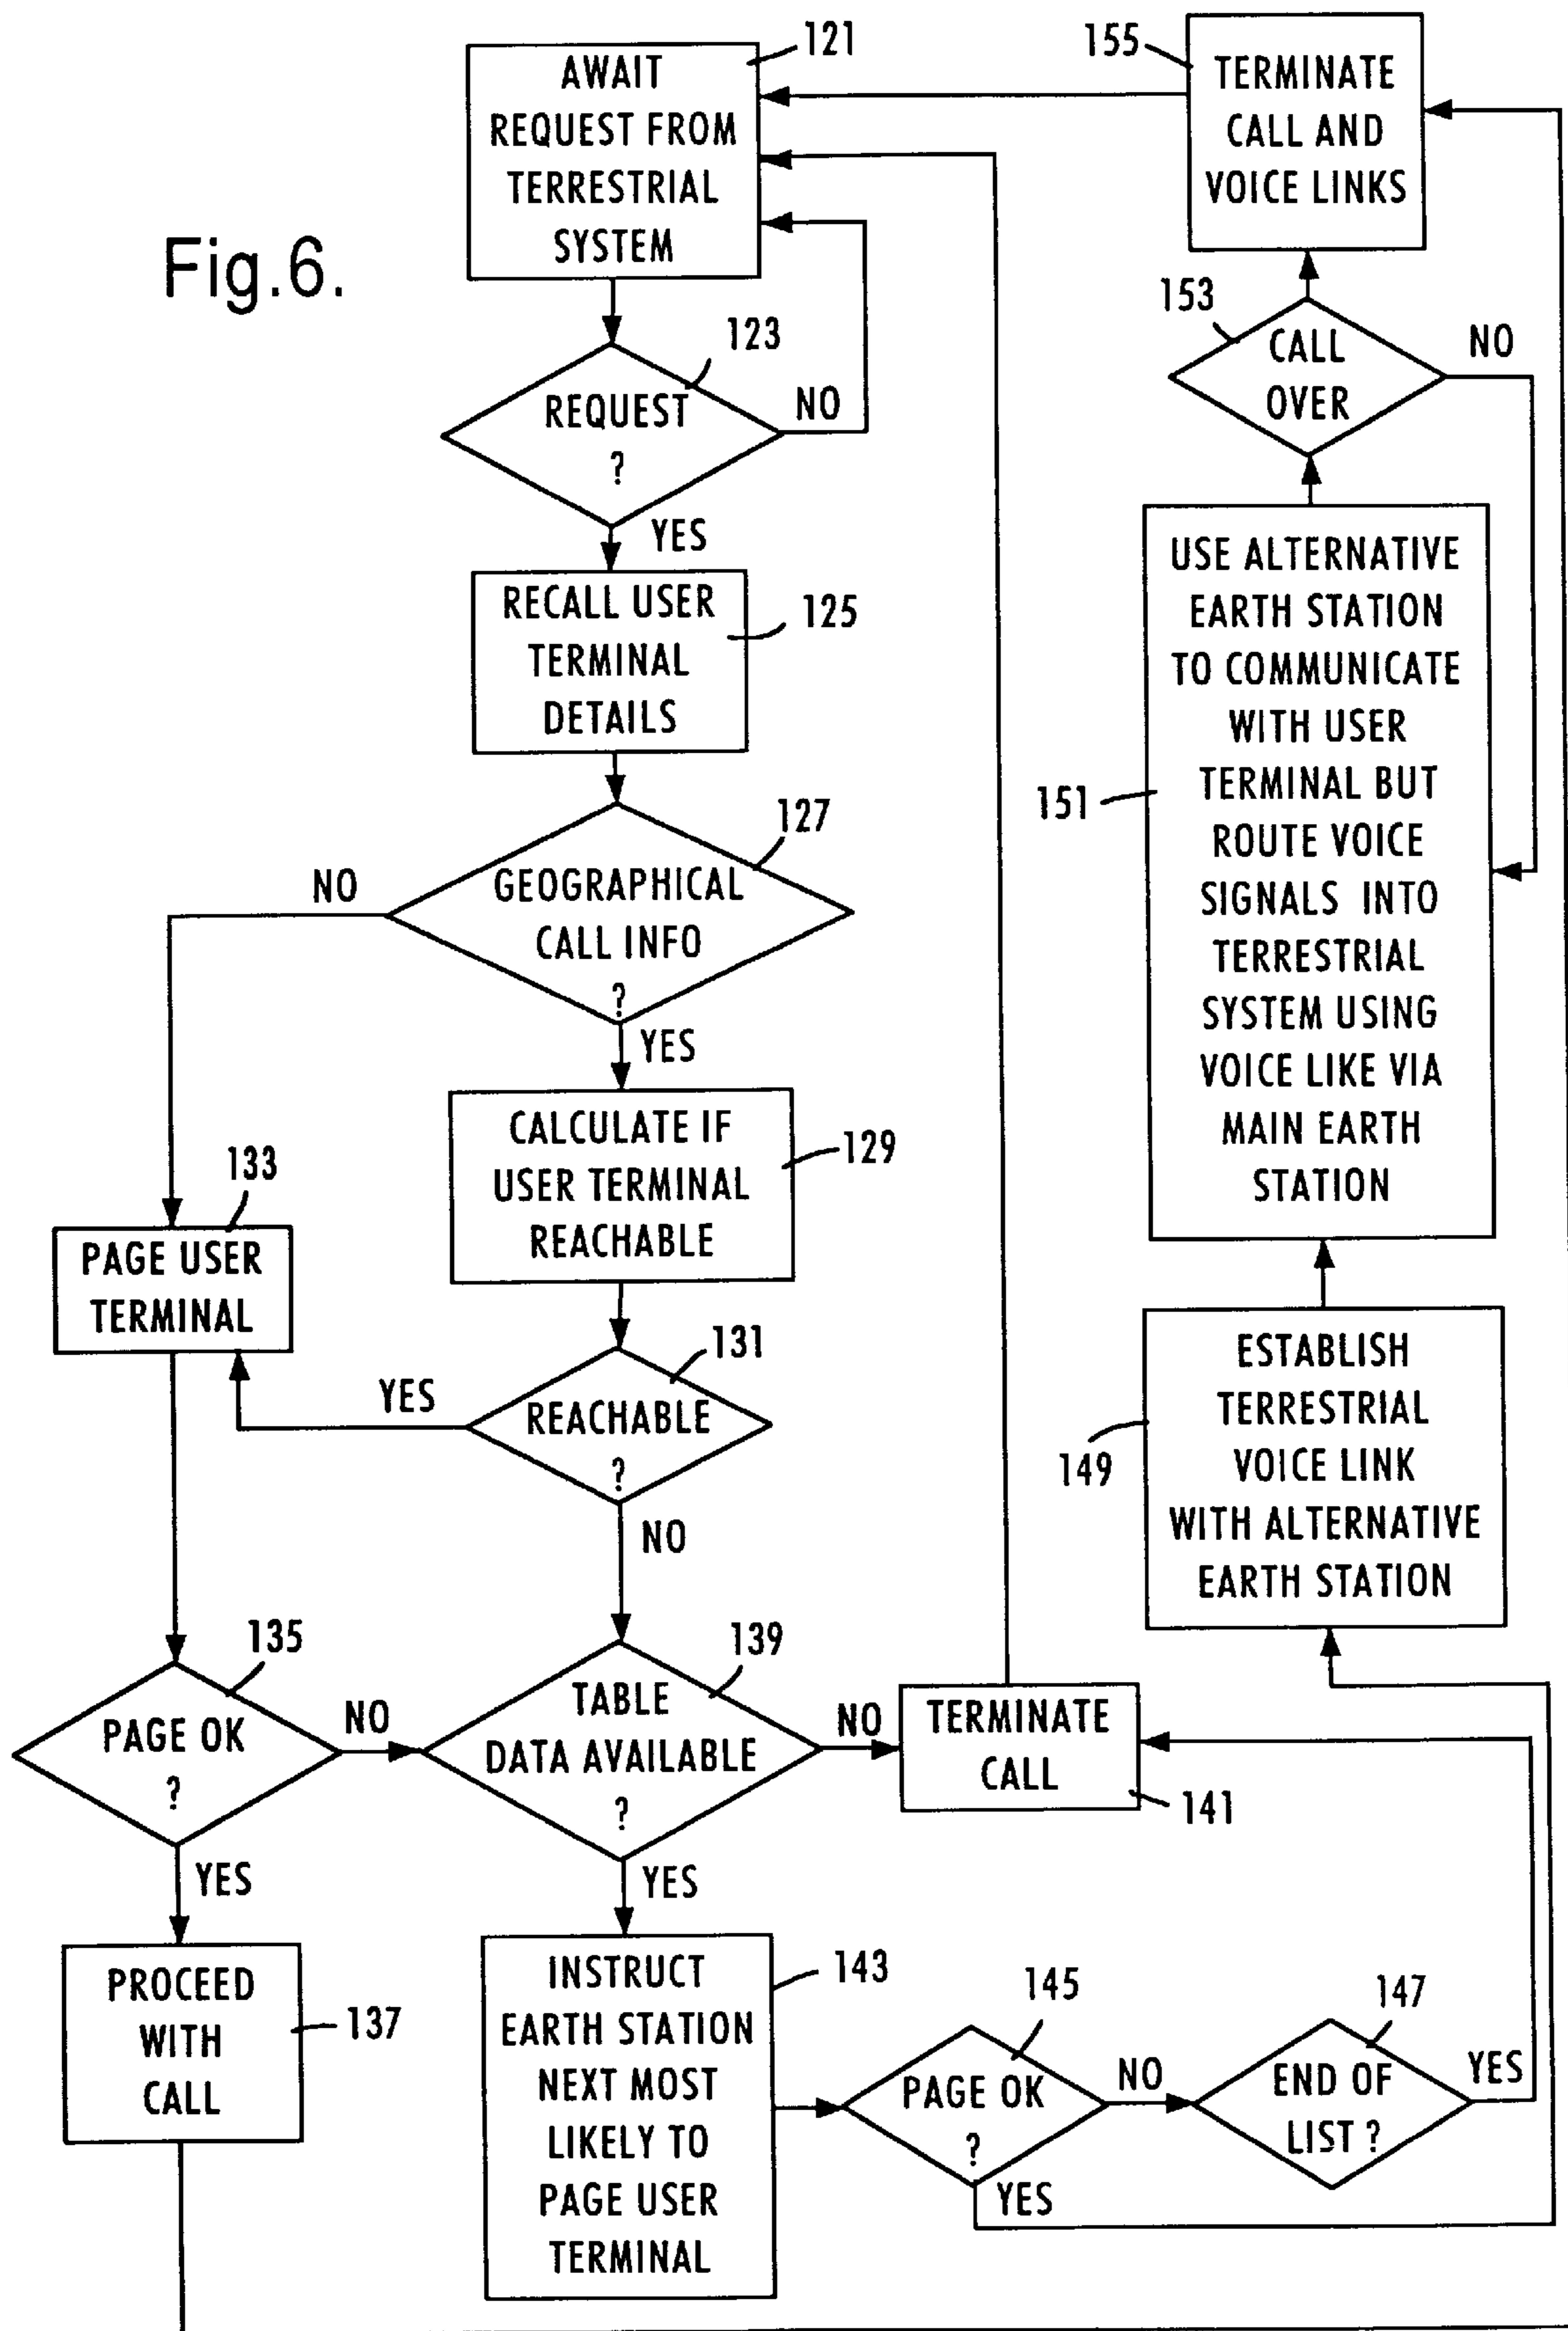 Fig.6.
121
AWAIT
REQUEST FROM
TERRESTRIAL
SYSTEM
123
REQUEST
?
NO
YES
RECALL USER
TERMINAL
DETAILS
125
127
GEOGRAPHICAL
CALL INFO
?
NO
YES
CALCULATE IF
USER TERMINAL
REACHABLE
129
133
PAGE USER
TERMINAL
131
REACHABLE
?
YES
NO
135
PAGE OK
?
NO
YES
139
TABLE
DATA AVAILABLE
?
NO
YES
TERMINATE
CALL
141
PROCEED
WITH
CALL
137
INSTRUCT
EARTH STATION
NEXT MOST
LIKELY TO
PAGE USER
TERMINAL
143
145
PAGE OK
?
NO
YES
147
END OF
LIST ?
YES
149
ESTABLISH
TERRESTRIAL
VOICE LINK
WITH ALTERNATIVE
EARTH STATION
151
USE ALTERNATIVE
EARTH STATION
TO COMMUNICATE
WITH USER
TERMINAL BUT
ROUTE VOICE
SIGNALS INTO
TERRESTRIAL
SYSTEM USING
VOICE LIKE VIA
MAIN EARTH
STATION
153
CALL
OVER
NO
155
TERMINATE
CALL AND
VOICE LINKS